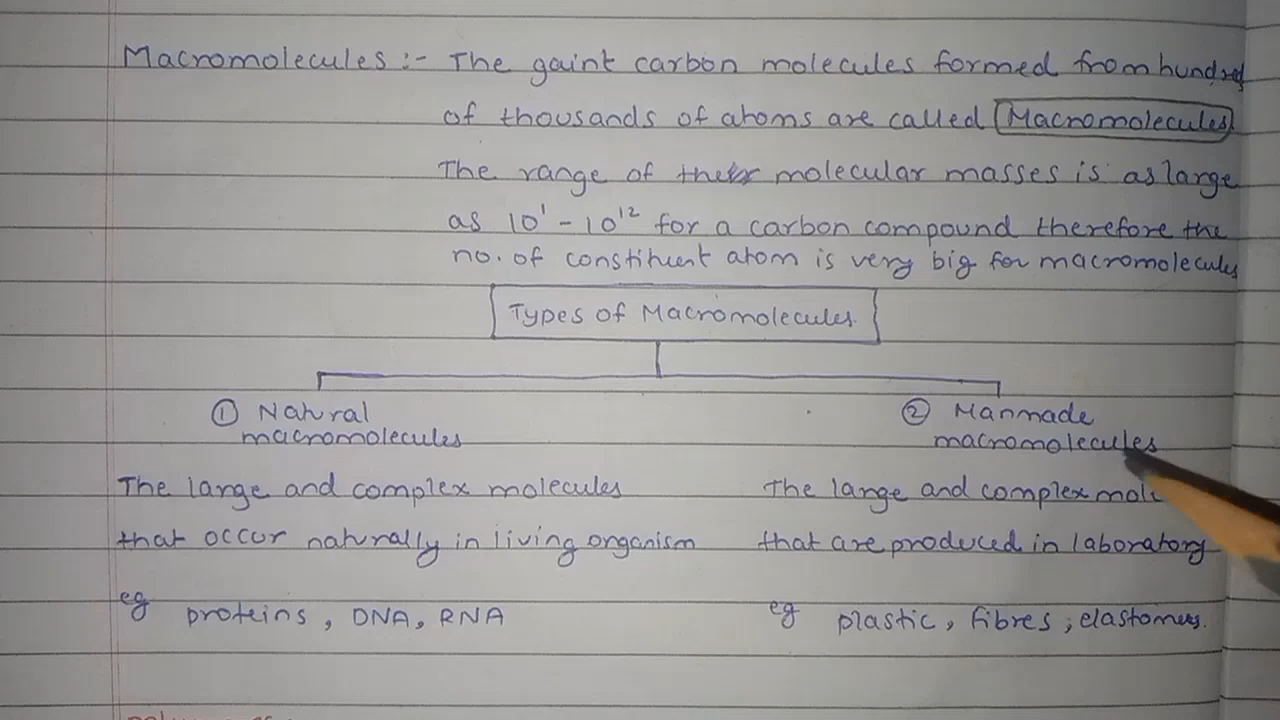 Macromolecules :- The gaint carbon molecules formed from hundred
of thousands of atoms are called Macromolecules
The range of their molecular masses is as large
as 10¹ - 10¹² for a carbon compound therefore the
no. of constituent atom is very big for macromolecules
Types of Macromolecules.
① Natural
macromolecules
② Manmade
macromolecules
The large and complex molecules
that occur naturally in living organism
eg proteins, DNA, RNA
The large and complex
that are produced in laboratory
eg plastic, fibres, elastomers.